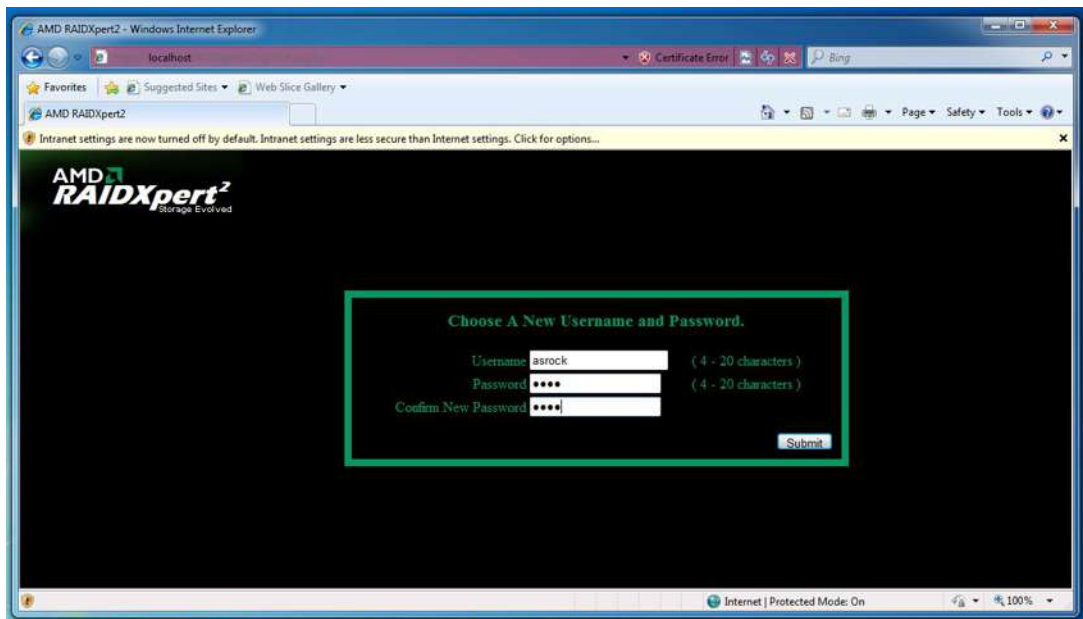 AMD RAIDXpert2 - Windows Internet Explorer
localhost
Certificate Error
Bing
Favorites
Suggested Sites
Web Slice Gallery
AMD RAIDXpert2
Page
Safety
Tools
Intranet settings are now turned off by default. Intranet settings are less secure than Internet settings. Click for options...
AMD
RAIDXpert2
Storage Evolved
Choose A New Username and Password.
Username asrock ( 4 - 20 characters )
Password •••• ( 4 - 20 characters )
Confirm New Password ••••
Submit
Internet | Protected Mode: On
100%